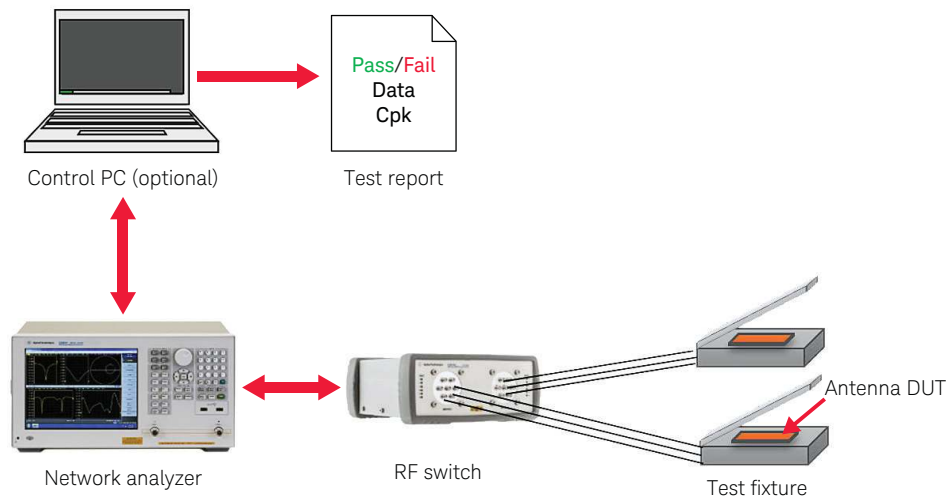 Pass/Fail
Data
Cpk
Control PC (optional)
Test report
Antenna DUT
Network analyzer
RF switch
Test fixture